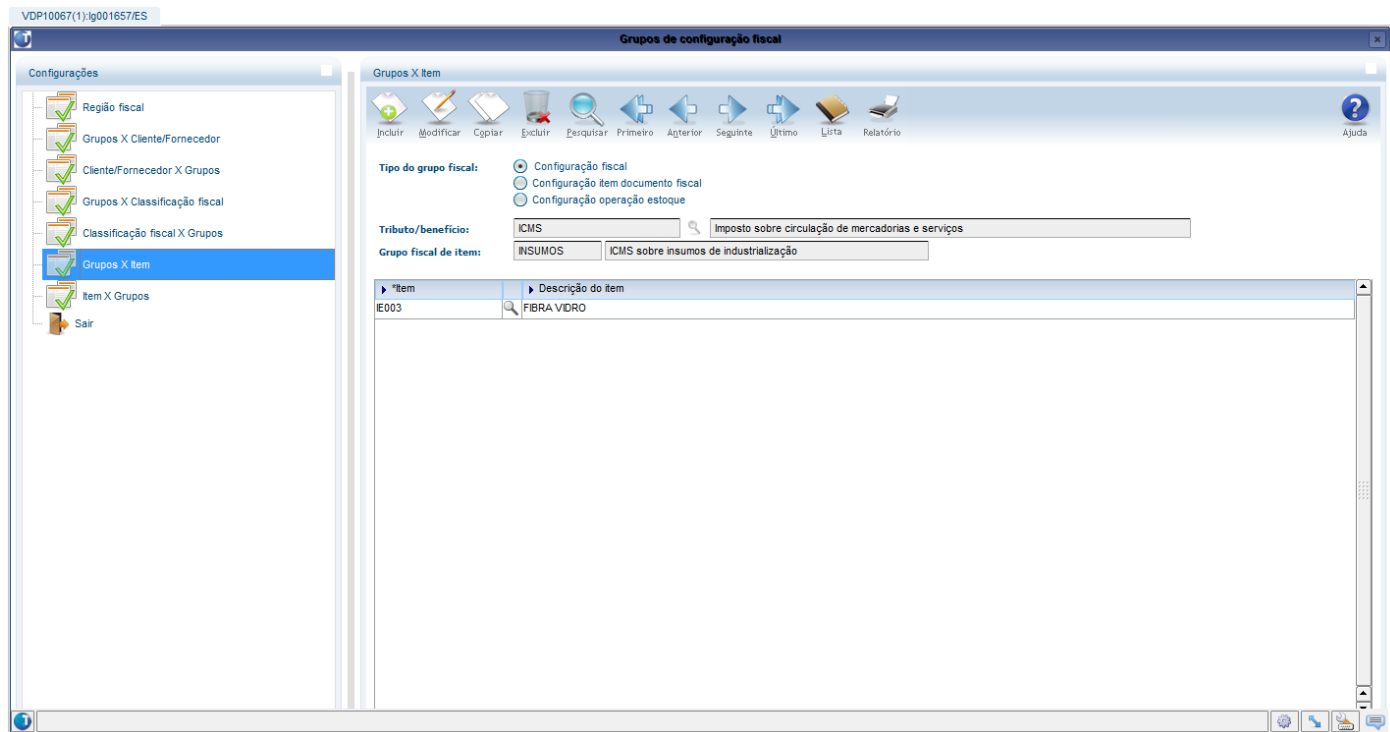 VDP10067(1):lg001657/ES
Grupos de configuração fiscal
Configurações
Região fiscal
Grupos X Cliente/Fornecedor
Cliente/Fornecedor X Grupos
Grupos X Classificação fiscal
Classificação fiscal X Grupos
Grupos X Item
Item X Grupos
Sair
Grupos X Item
Incluir Modificar Copiar Excluir Pesquisar Primeiro Anterior Seguinte Último Lista Relatório Ajuda
Tipo do grupo fiscal: Configuração fiscal
Configuração item documento fiscal
Configuração operação estoque
Tributo/benefício: ICMS Imposto sobre circulação de mercadorias e serviços
Grupo fiscal de item: INSUMOS ICMS sobre insumos de industrialização
*Item Descrição do item
IE003 FIBRA VIDRO